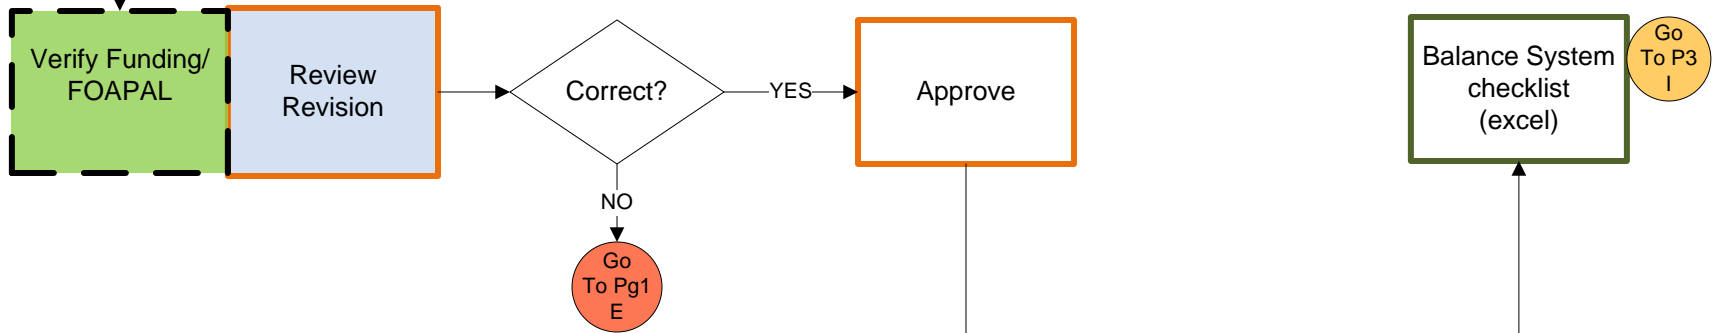 Verify Funding/
FOAPAL
Review
Revision
Correct?
YES
Approve
NO
Go
To Pg1
E
Balance System
checklist
(excel)
Go
To P3
I